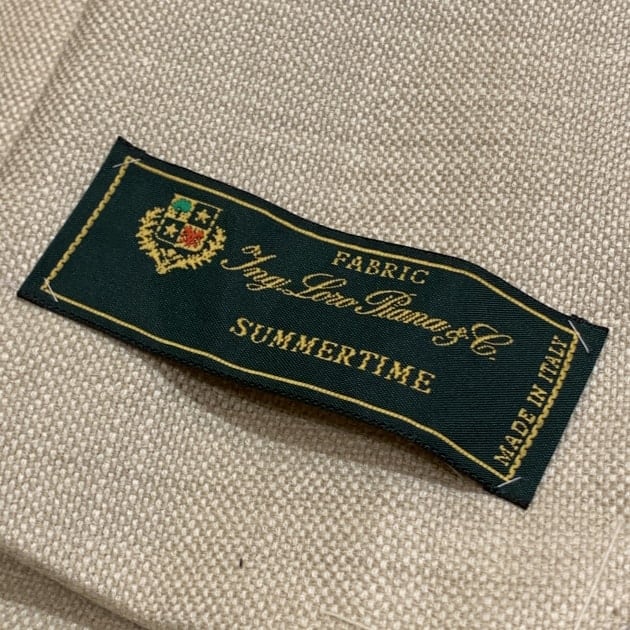 FABRIC
Ing. Loro Piana & C.
SUMMERTIME
MADE IN ITALY